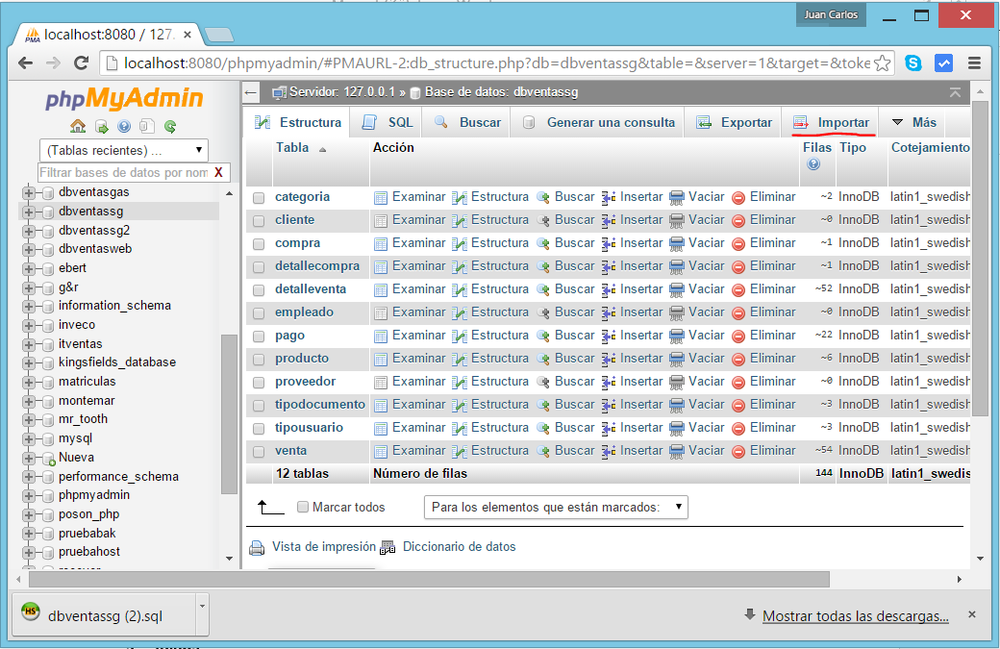 Juan Carlos
PMA localhost:8080 / 127.
localhost:8080/phpmyadmin/#PMAURL-2:db_structure.php?db=dbventassg&table=&server=1&target=&toke
phpMyAdmin
(Tablas recientes) ...
Filtrar bases de datos por nom X
dbventasgas
dbventassg
dbventassg2
dbventasweb
ebert
g&r
information_schema
inveco
itventas
kingsfields_database
matriculas
montemar
mr_tooth
mysql
Nueva
performance_schema
phpmyadmin
poson_php
pruebabak
pruebahost
Servidor: 127.0.0.1 » Base de datos: dbventassg
Estructura SQL Buscar Generar una consulta Exportar Importar Más
Tabla Acción Filas Tipo Cotejamiento
categoria Examinar Estructura Buscar Insertar Vaciar Eliminar ~2 InnoDB latin1_swedish
cliente Examinar Estructura Buscar Insertar Vaciar Eliminar ~0 InnoDB latin1_swedish
compra Examinar Estructura Buscar Insertar Vaciar Eliminar ~1 InnoDB latin1_swedish
detallecompra Examinar Estructura Buscar Insertar Vaciar Eliminar ~1 InnoDB latin1_swedish
detalleventa Examinar Estructura Buscar Insertar Vaciar Eliminar ~52 InnoDB latin1_swedish
empleado Examinar Estructura Buscar Insertar Vaciar Eliminar ~0 InnoDB latin1_swedish
pago Examinar Estructura Buscar Insertar Vaciar Eliminar ~22 InnoDB latin1_swedish
producto Examinar Estructura Buscar Insertar Vaciar Eliminar ~6 InnoDB latin1_swedish
proveedor Examinar Estructura Buscar Insertar Vaciar Eliminar ~0 InnoDB latin1_swedish
tipodocumento Examinar Estructura Buscar Insertar Vaciar Eliminar ~3 InnoDB latin1_swedish
tipousuario Examinar Estructura Buscar Insertar Vaciar Eliminar ~3 InnoDB latin1_swedish
venta Examinar Estructura Buscar Insertar Vaciar Eliminar ~54 InnoDB latin1_swedish
12 tablas Número de filas 144 InnoDB latin1_swedis
Marcar todos Para los elementos que están marcados:
Vista de impresión Diccionario de datos
HS dbventassg (2).sql
Mostrar todas las descargas...